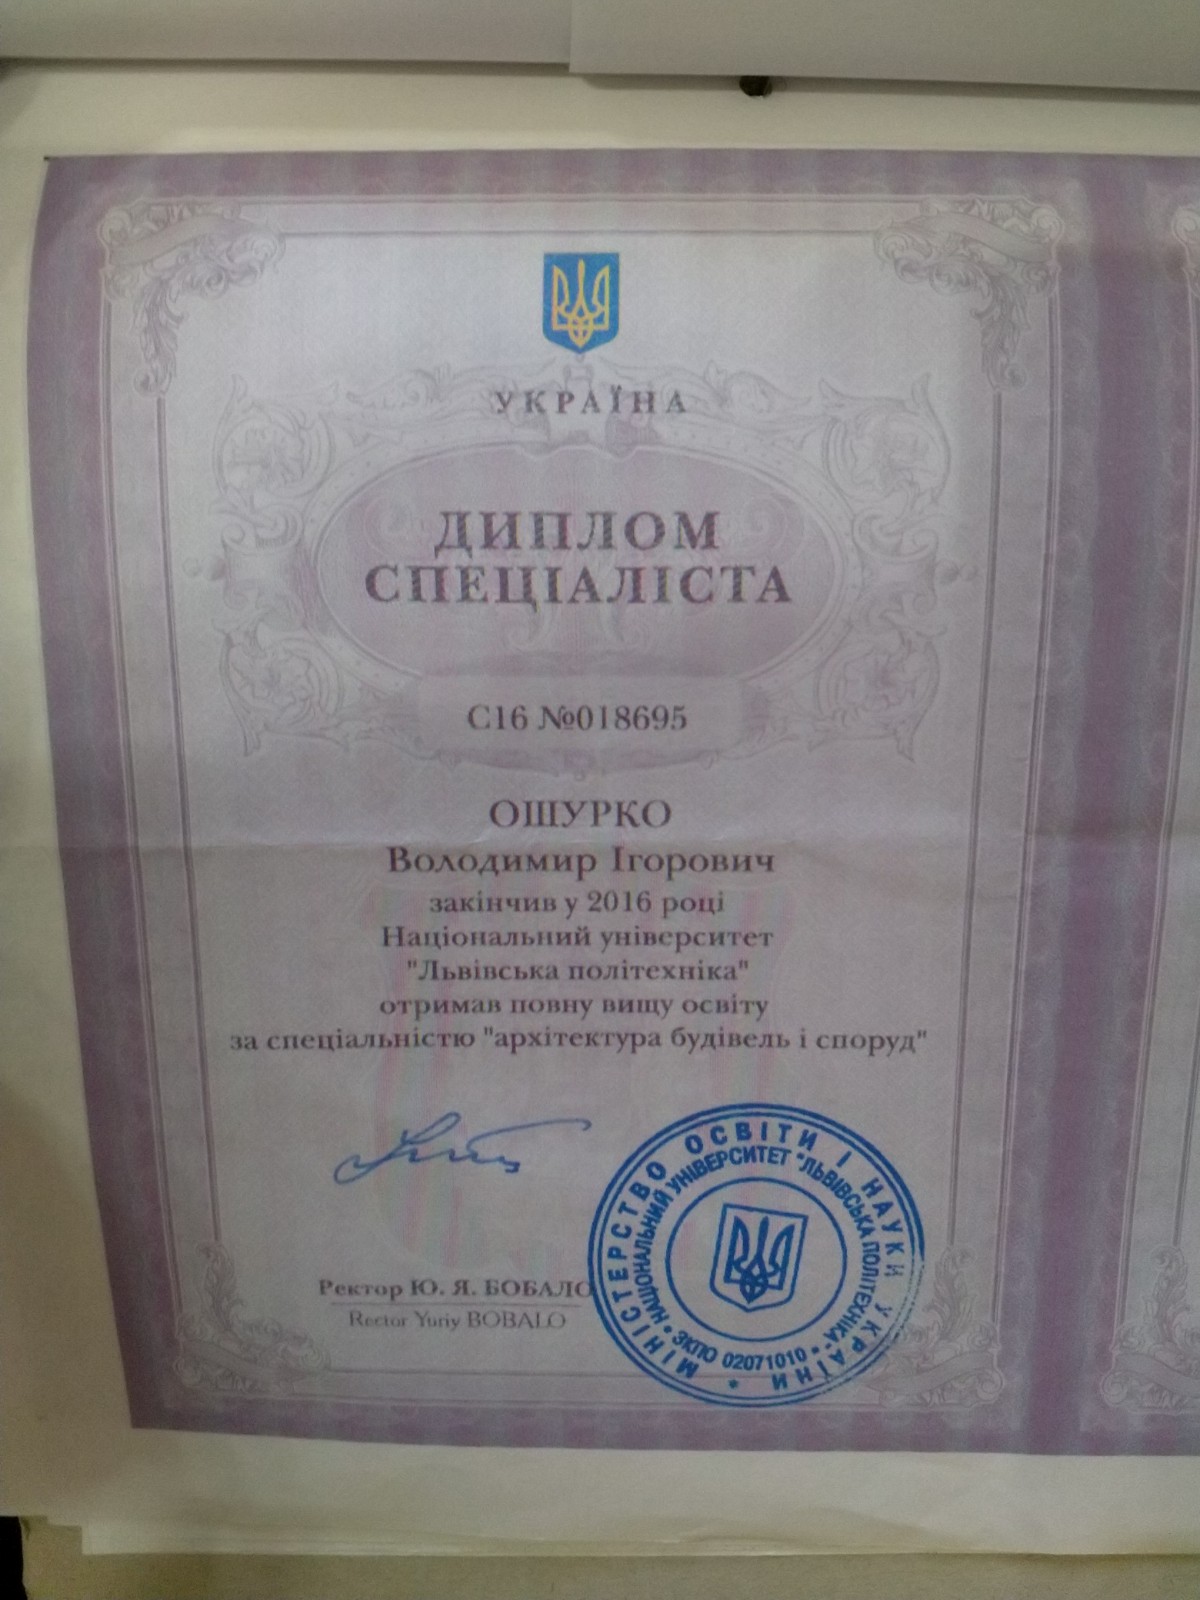 УКРАЇНА
ДИПЛОМ
СПЕЦІАЛІСТА
С16 №018695
ОШУРКО
Володимир Ігорович
закінчив у 2016 році
Національний університет
"Львівська політехніка"
отримав повну вищу освіту
за спеціальністю "архітектура будівель і споруд"
Ректор Ю. Я. БОБАЛО
Rector Yuriy BOBALO
МІНІСТЕРСТВО ОСВІТИ І НАУКИ УКРАЇНИ *
НАЦІОНАЛЬНИЙ УНІВЕРСИТЕТ "ЛЬВІВСЬКА ПОЛІТЕХНІКА"
ЗКПО 02071010